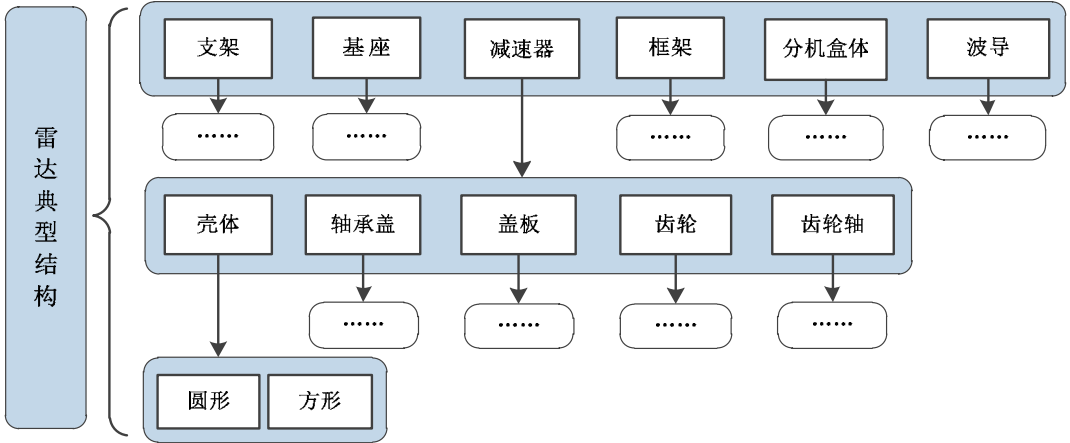 雷达典型结构
支架 基座 减速器 框架 分机盒体 波导
…… …… …… …… ……
壳体 轴承盖 盖板 齿轮 齿轮轴
…… …… …… ……
圆形 方形